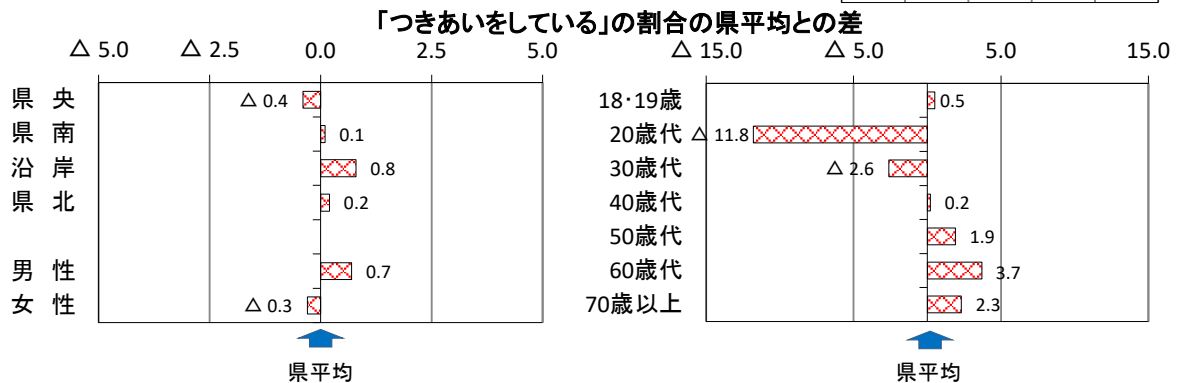 「つきあいをしている」の割合の県平均との差
△ 5.0 △ 2.5 0.0 2.5 5.0
県 央 △ 0.4
県 南 0.1
沿 岸 0.8
県 北 0.2
男 性 0.7
女 性 △ 0.3
県平均
△ 15.0 △ 5.0 5.0 15.0
18・19歳 0.5
20歳代 △ 11.8
30歳代 △ 2.6
40歳代 0.2
50歳代 1.9
60歳代 3.7
70歳以上 2.3
県平均